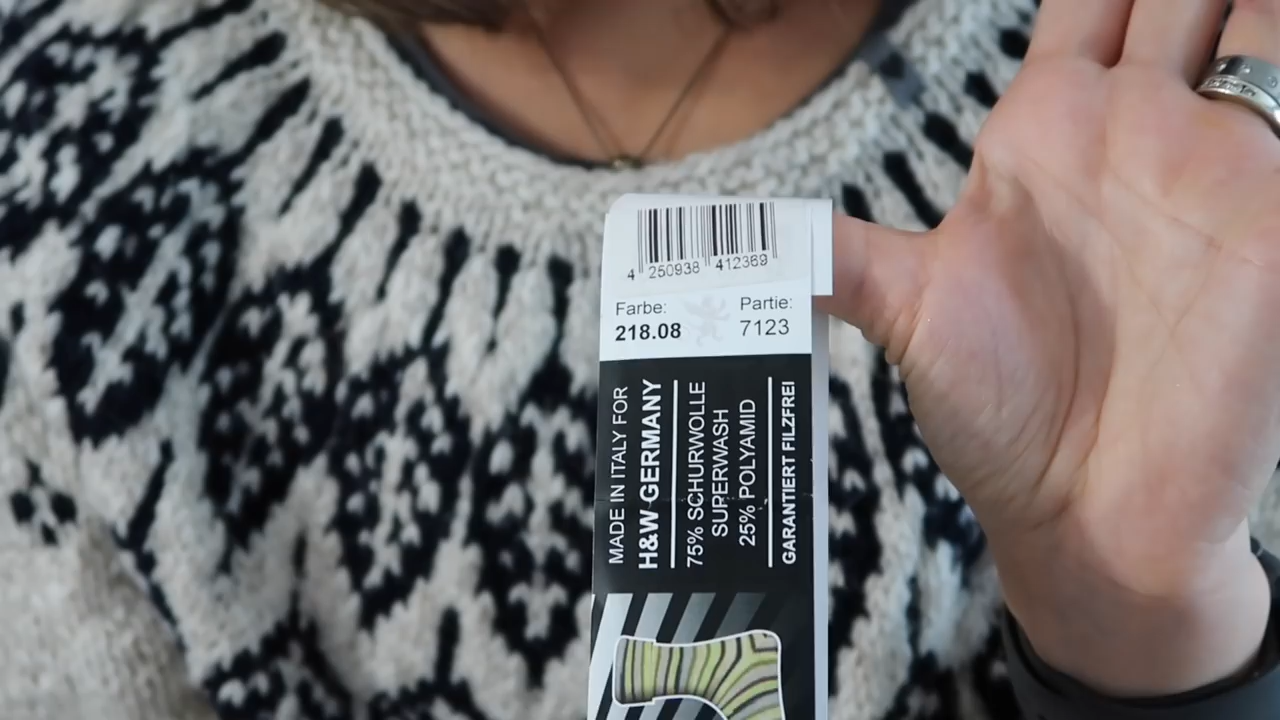 4 250938 412369
Farbe: Partie:
218.08 7123
MADE IN ITALY FOR
H&W GERMANY
75% SCHURWOLLE
SUPERWASH
25% POLYAMID
GARANTIERT FILZFREI